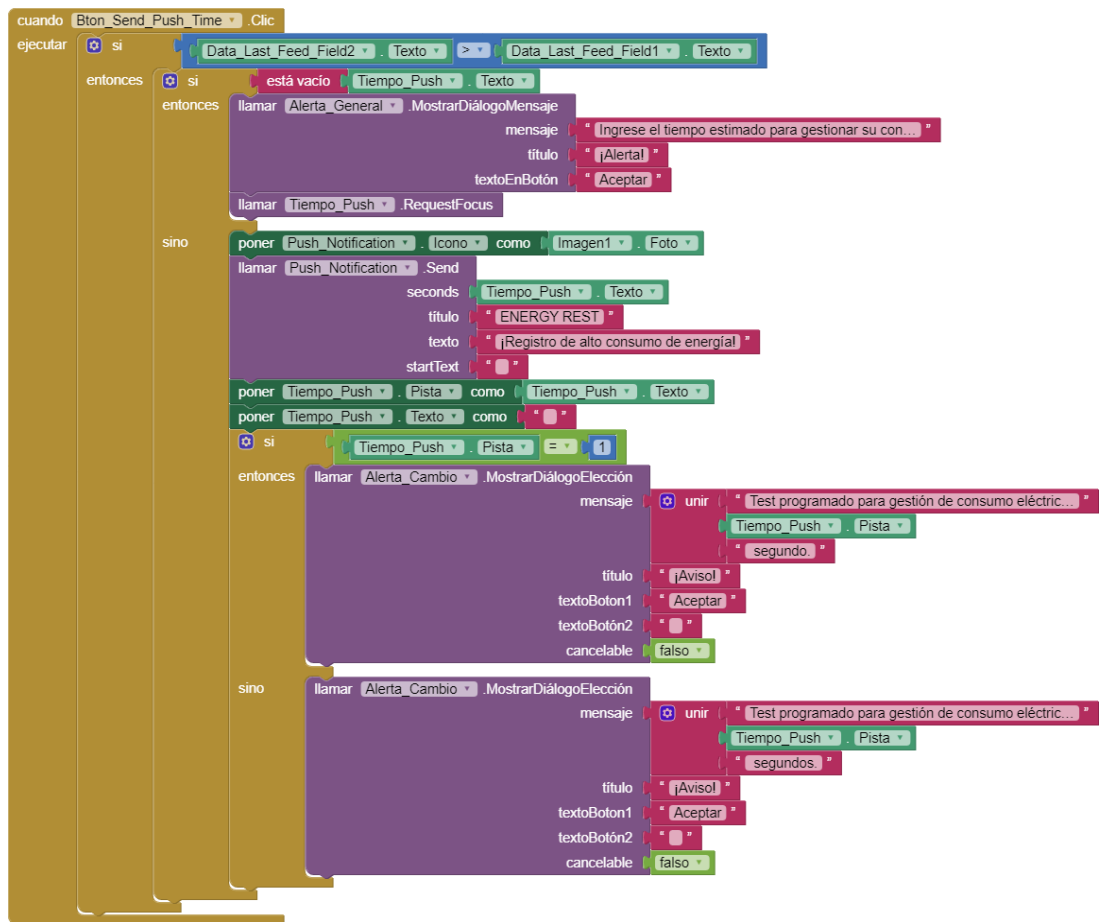 cuando Bton_Send_Push_Time .Clic
ejecutar si Data_Last_Feed_Field2 . Texto > Data_Last_Feed_Field1 . Texto
entonces si está vacío Tiempo_Push . Texto
entonces llamar Alerta_General .MostrarDiálogoMensaje
mensaje " Ingrese el tiempo estimado para gestionar su con... "
título " ¡Alerta! "
textoEnBotón " Aceptar "
llamar Tiempo_Push .RequestFocus
sino poner Push_Notification . Icono como Imagen1 . Foto
llamar Push_Notification .Send
seconds Tiempo_Push . Texto
título " ENERGY REST "
texto " ¡Registro de alto consumo de energía! "
startText " "
poner Tiempo_Push . Pista como Tiempo_Push . Texto
poner Tiempo_Push . Texto como " "
si Tiempo_Push . Pista = 1
entonces llamar Alerta_Cambio .MostrarDiálogoElección
mensaje unir " Test programado para gestión de consumo eléctric... "
Tiempo_Push . Pista
" segundo. "
título " ¡Aviso! "
textoBoton1 " Aceptar "
textoBotón2 " "
cancelable falso
sino llamar Alerta_Cambio .MostrarDiálogoElección
mensaje unir " Test programado para gestión de consumo eléctric... "
Tiempo_Push . Pista
" segundos. "
título " ¡Aviso! "
textoBoton1 " Aceptar "
textoBotón2 " "
cancelable falso